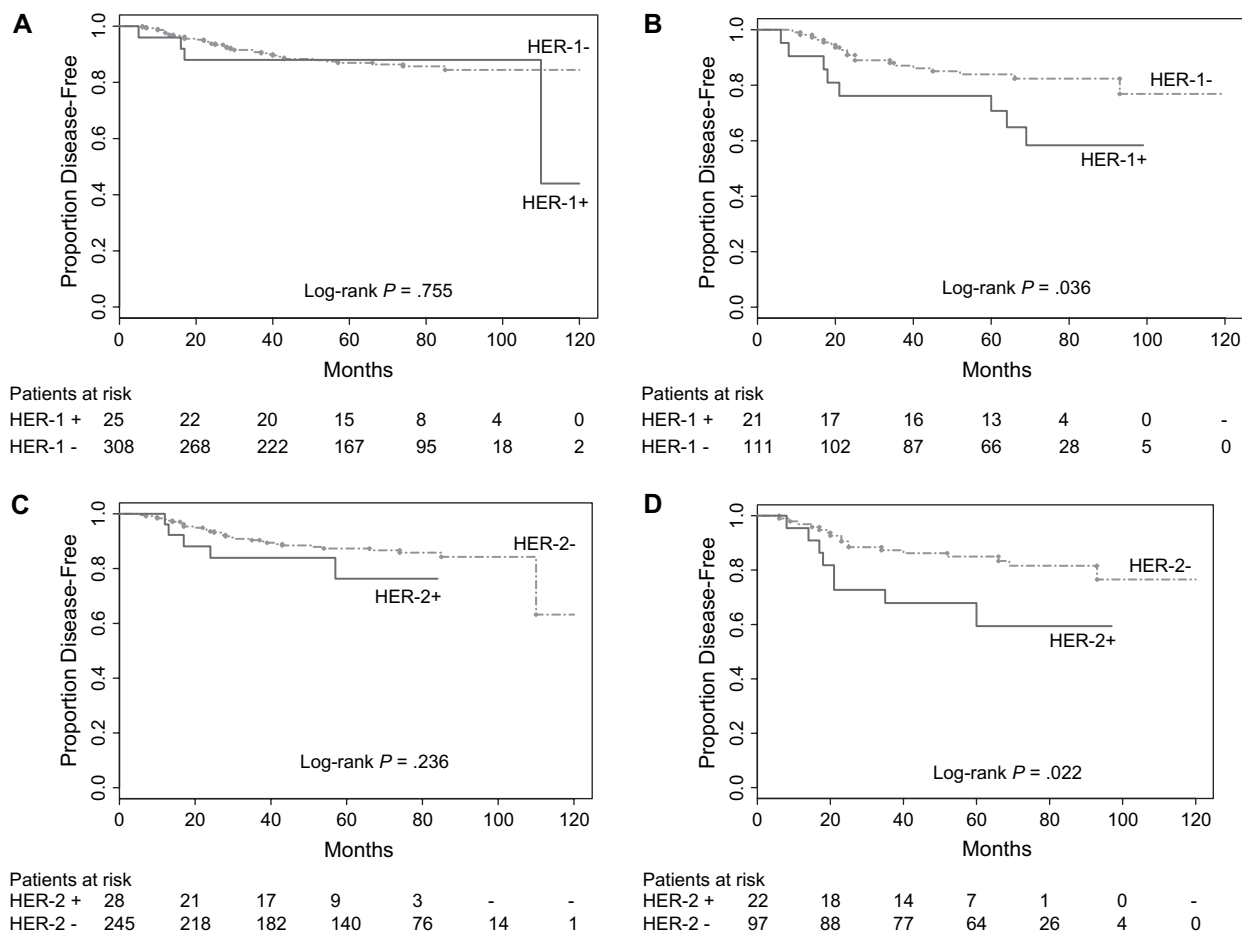 A
Proportion Disease-Free
1.0
0.8
0.6
0.4
0.2
0.0
HER-1-
HER-1+
Log-rank P = .755
0 20 40 60 80 100 120
Months
Patients at risk
HER-1 + 25 22 20 15 8 4 0
HER-1 - 308 268 222 167 95 18 2
B
Proportion Disease-Free
1.0
0.8
0.6
0.4
0.2
0.0
HER-1-
HER-1+
Log-rank P = .036
0 20 40 60 80 100 120
Months
Patients at risk
HER-1 + 21 17 16 13 4 0 -
HER-1 - 111 102 87 66 28 5 0
C
Proportion Disease-Free
1.0
0.8
0.6
0.4
0.2
0.0
HER-2-
HER-2+
Log-rank P = .236
0 20 40 60 80 100 120
Months
Patients at risk
HER-2 + 28 21 17 9 3 - -
HER-2 - 245 218 182 140 76 14 1
D
Proportion Disease-Free
1.0
0.8
0.6
0.4
0.2
0.0
HER-2-
HER-2+
Log-rank P = .022
0 20 40 60 80 100 120
Months
Patients at risk
HER-2 + 22 18 14 7 1 0 -
HER-2 - 97 88 77 64 26 4 0